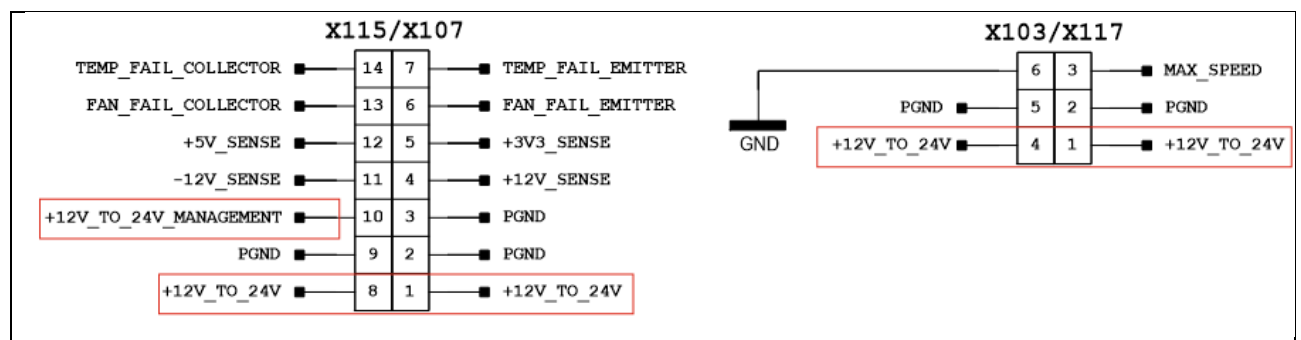 X115/X107
TEMP_FAIL_COLLECTOR 14 7 TEMP_FAIL_EMITTER
FAN_FAIL_COLLECTOR 13 6 FAN_FAIL_EMITTER
+5V_SENSE 12 5 +3V3_SENSE
-12V_SENSE 11 4 +12V_SENSE
+12V_TO_24V_MANAGEMENT 10 3 PGND
PGND 9 2 PGND
+12V_TO_24V 8 1 +12V_TO_24V
X103/X117
6 3 MAX_SPEED
PGND 5 2 PGND
GND
+12V_TO_24V 4 1 +12V_TO_24V